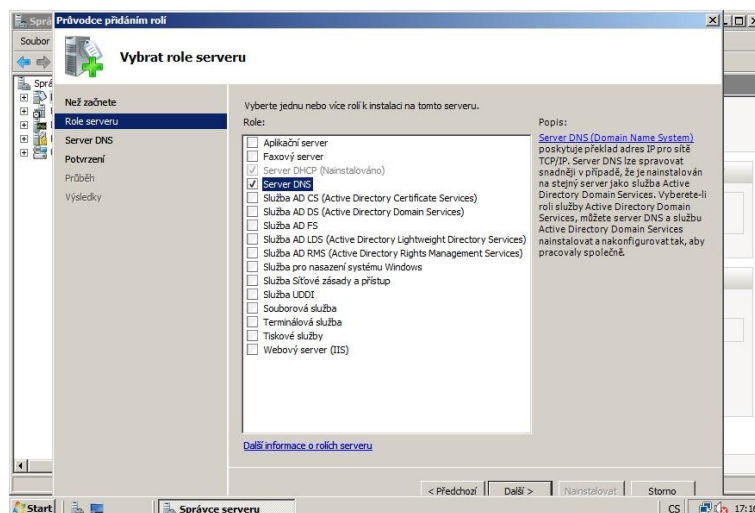 Sprá
Průvodce přidáním rolí
Soubor
Vybrat role serveru
Sprá
Než začnete
Role serveru
Server DNS
Potvrzení
Průběh
Výsledky
Vyberte jednu nebo více rolí k instalaci na tomto serveru.
Role:
Aplikační server
Faxový server
Server DHCP (Nainstalováno)
Server DNS
Služba AD CS (Active Directory Certificate Services)
Služba AD DS (Active Directory Domain Services)
Služba AD FS
Služba AD LDS (Active Directory Lightweight Directory Services)
Služba AD RMS (Active Directory Rights Management Services)
Služba pro nasazení systému Windows
Služba Síťové zásady a přístup
Služba UDDI
Souborová služba
Terminálová služba
Tiskové služby
Webový server (IIS)
Další informace o rolích serveru
Popis:
Server DNS (Domain Name System)
poskytuje překlad adres IP pro sítě
TCP/IP. Server DNS lze spravovat
snadněji v případě, že je nainstalován
na stejný server jako služba Active
Directory Domain Services. Vyberete-li
roli služby Active Directory Domain
Services, můžete server DNS a službu
Active Directory Domain Services
nainstalovat a nakonfigurovat tak, aby
pracovaly společně.
< Předchozí
Další >
Nainstalovat
Storno
Start
Správce serveru
CS